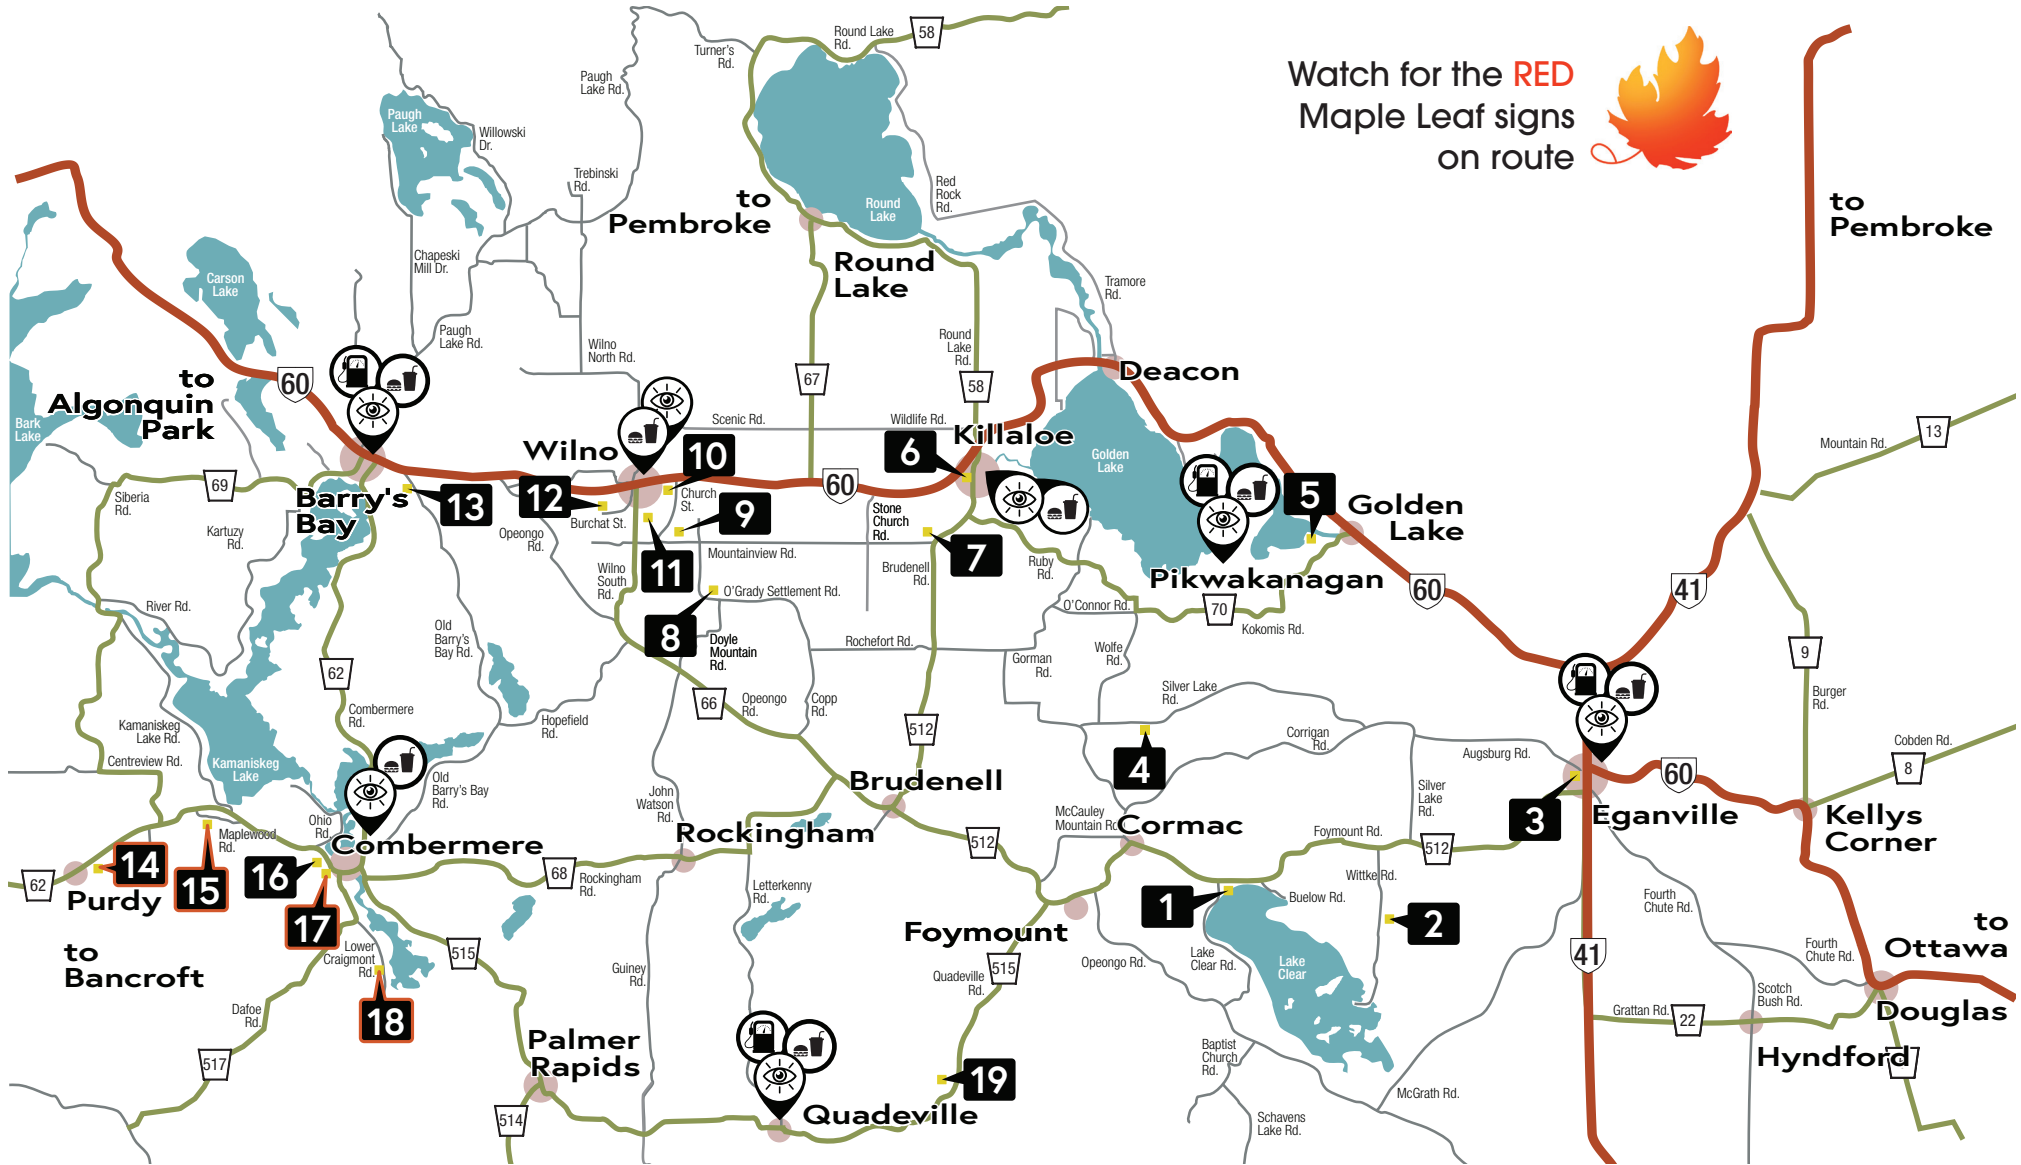 Watch for the RED
Maple Leaf signs
on route
Round Lake
Rd.
58
Turner's
Rd.
Paugh
Lake Rd.
Paugh
Lake
Willowski
Dr.
Trebinski
Rd.
to
Pembroke
Round
Lake
Red
Rock
Rd.
to
Pembroke
Chapeski
Mill Dr.
Carson
Lake
Round
Lake
Tramore
Rd.
Paugh
Lake Rd.
Wilno
North Rd.
Round
Lake
Rd.
60
67
58
Deacon
to
Algonquin
Park
Bark
Lake
Scenic Rd.
Wildlife Rd.
Killaloe
Wilno
10
6
Golden
Lake
13
Mountain Rd.
69
Siberia
Rd.
Barry's
Bay
13
12
Church
St.
60
5
Golden
Lake
Burchat St.
9
Stone
Church
Rd.
Kartuzy
Rd.
Opeongo
Rd.
Mountainview Rd.
7
11
Wilno
South
Rd.
Brudenell
Rd.
Ruby
Rd.
Pikwakanagan
60
41
O'Grady Settlement Rd.
River Rd.
O'Connor Rd.
70
Kokomis Rd.
8
Old
Barry's
Bay Rd.
Doyle
Mountain
Rd.
Rochefort Rd.
Wolfe
Rd.
Gorman
Rd.
9
62
66
Opeongo
Rd.
Copp
Rd.
Silver Lake
Rd.
Burger
Rd.
Combermere
Rd.
Hopefield
Rd.
512
Kamaniskeg
Lake Rd.
Corrigan
Rd.
Augsburg Rd.
Cobden Rd.
8
Centreview Rd.
Kamaniskeg
Lake
4
60
Old
Barry's Bay
Rd.
Brudenell
John
Watson
Rd.
Silver
Lake
Rd.
3
Eganville
Kellys
Corner
Ohio
Rd.
Maplewood
Rd.
Combermere
Rockingham
McCauley
Mountain Rd.
Cormac
Foymount Rd.
512
512
14
15
16
68
Rockingham
Rd.
62
Purdy
Letterkenny
Rd.
Wittke Rd.
Buelow Rd.
1
2
Fourth
Chute Rd.
17
Foymount
to
Bancroft
Lower
Craigmont
Rd.
515
Guiney
Rd.
Quadeville
Rd.
515
Opeongo Rd.
Lake
Clear Rd.
Lake
Clear
41
Fourth
Chute Rd.
to
Ottawa
18
Dafoe
Rd.
Scotch
Bush Rd.
Grattan Rd.
22
Douglas
Palmer
Rapids
Baptist
Church
Rd.
Hyndford
517
19
McGrath Rd.
514
Quadeville
Schavens
Lake Rd.